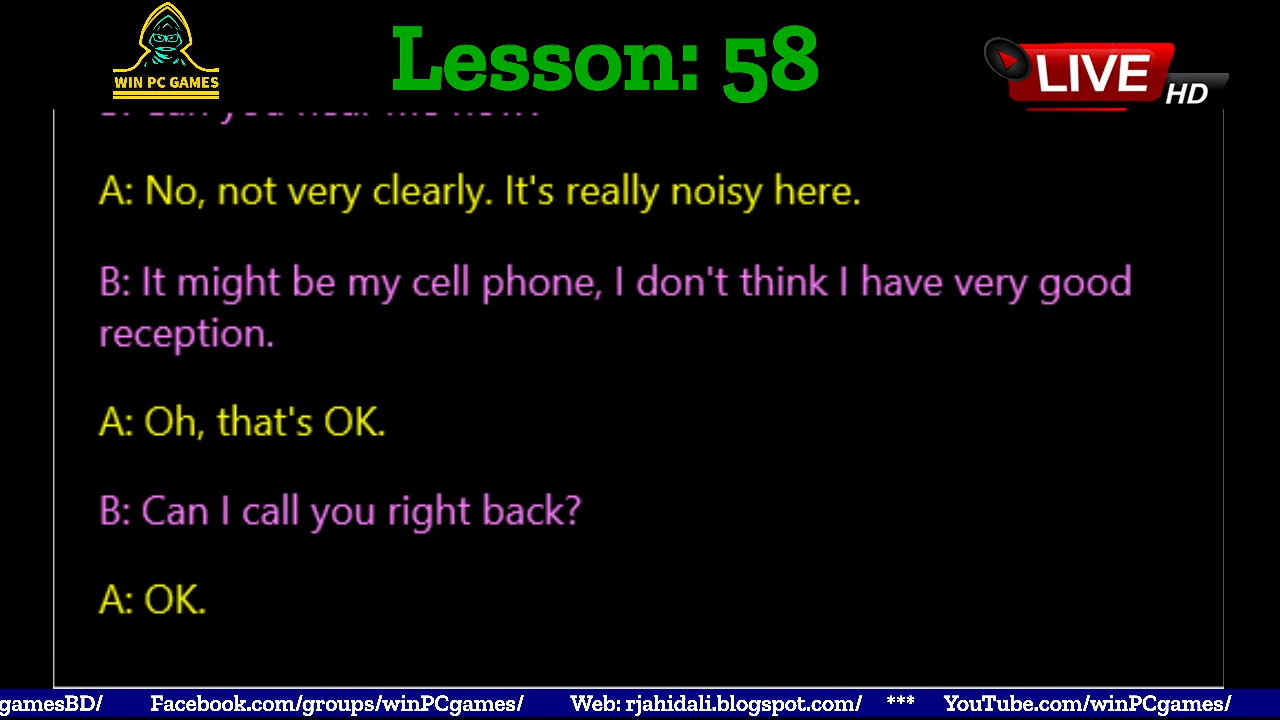 WIN PC GAMES
Lesson: 58
LIVE
HD
A: No, not very clearly. It's really noisy here.
B: It might be my cell phone, I don't think I have very good
reception.
A: Oh, that's OK.
B: Can I call you right back?
A: OK.
gamesBD/ Facebook.com/groups/winPCgames/ Web: rjahidali.blogspot.com/ *** YouTube.com/winPCgames/